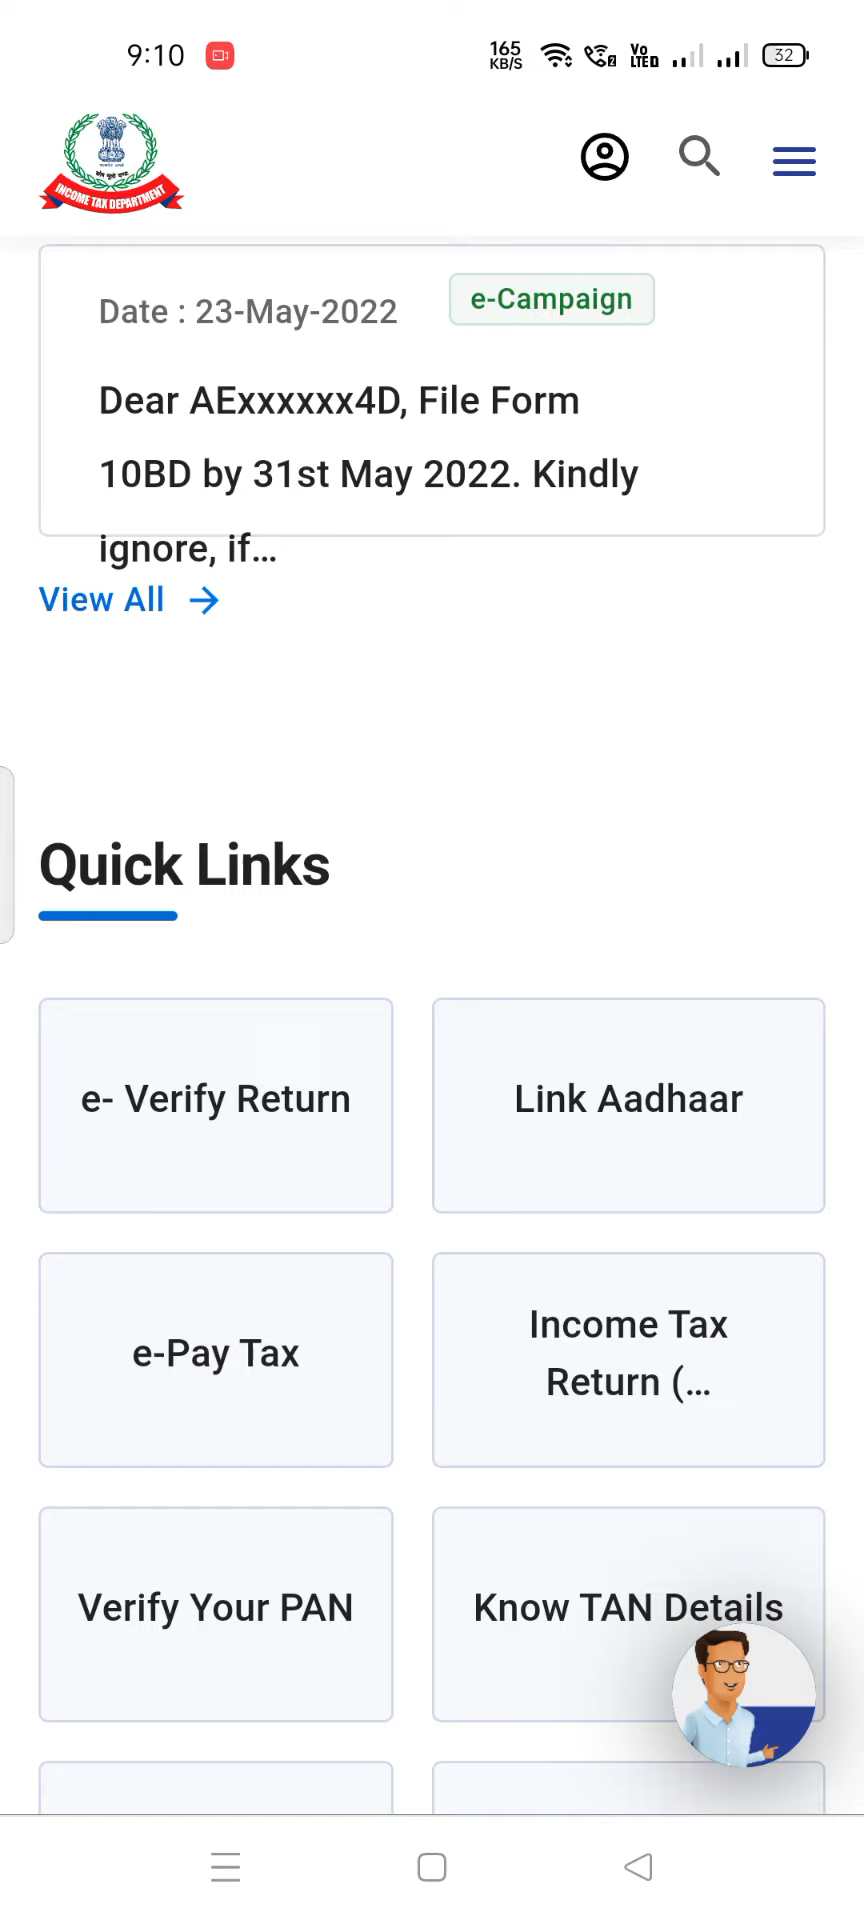 9:10
165
KB/S
Vo
LTED
32
INCOME TAX DEPARTMENT
Date : 23-May-2022
e-Campaign
Dear AExxxxxx4D, File Form
10BD by 31st May 2022. Kindly
ignore, if...
View All
Quick Links
e- Verify Return
Link Aadhaar
e-Pay Tax
Income Tax
Return (...
Verify Your PAN
Know TAN Details